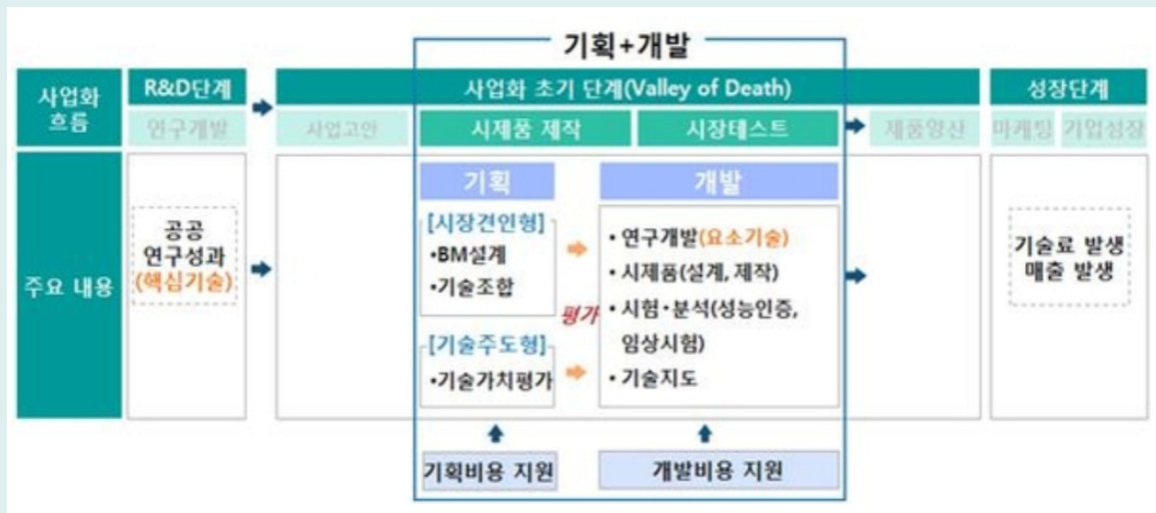 기획+개발
사업화
흐름
R&D단계
사업화 초기 단계(Valley of Death)
성장단계
연구개발
사업고안
시제품 제작
시장테스트
제품양산
마케팅
기업성장
주요 내용
공공
연구성과
(핵심기술)
기획
[시장견인형]
•BM설계
•기술조합
[기술주도형]
•기술가치평가
평가
개발
• 연구개발(요소기술)
• 시제품(설계, 제작)
• 시험·분석(성능인증,
임상시험)
• 기술지도
기술료 발생
매출 발생
기획비용 지원
개발비용 지원